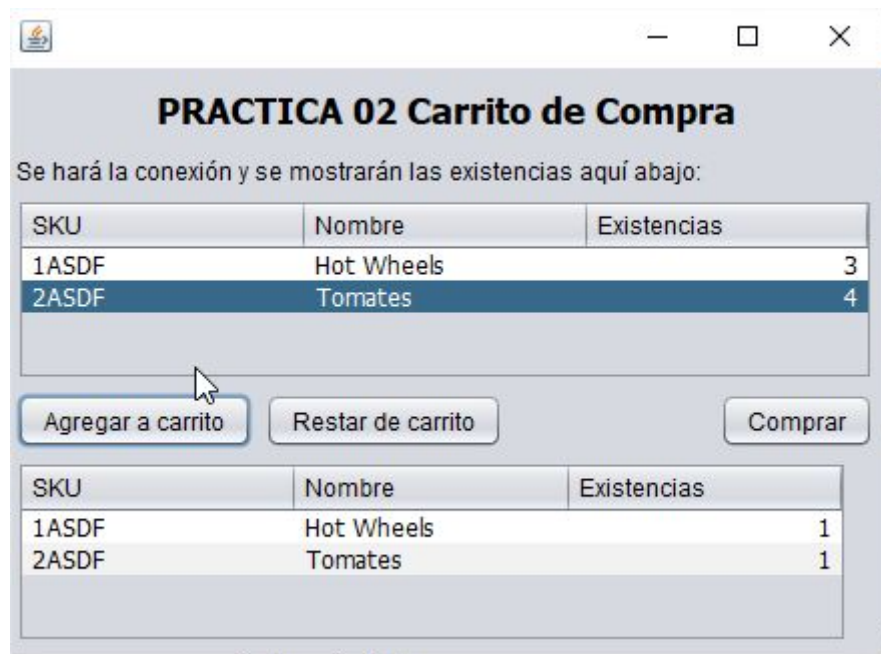 PRACTICA 02 Carrito de Compra
Se hará la conexión y se mostrarán las existencias aquí abajo:
SKU Nombre Existencias
1ASDF Hot Wheels 3
2ASDF Tomates 4
Agregar a carrito Restar de carrito Comprar
SKU Nombre Existencias
1ASDF Hot Wheels 1
2ASDF Tomates 1